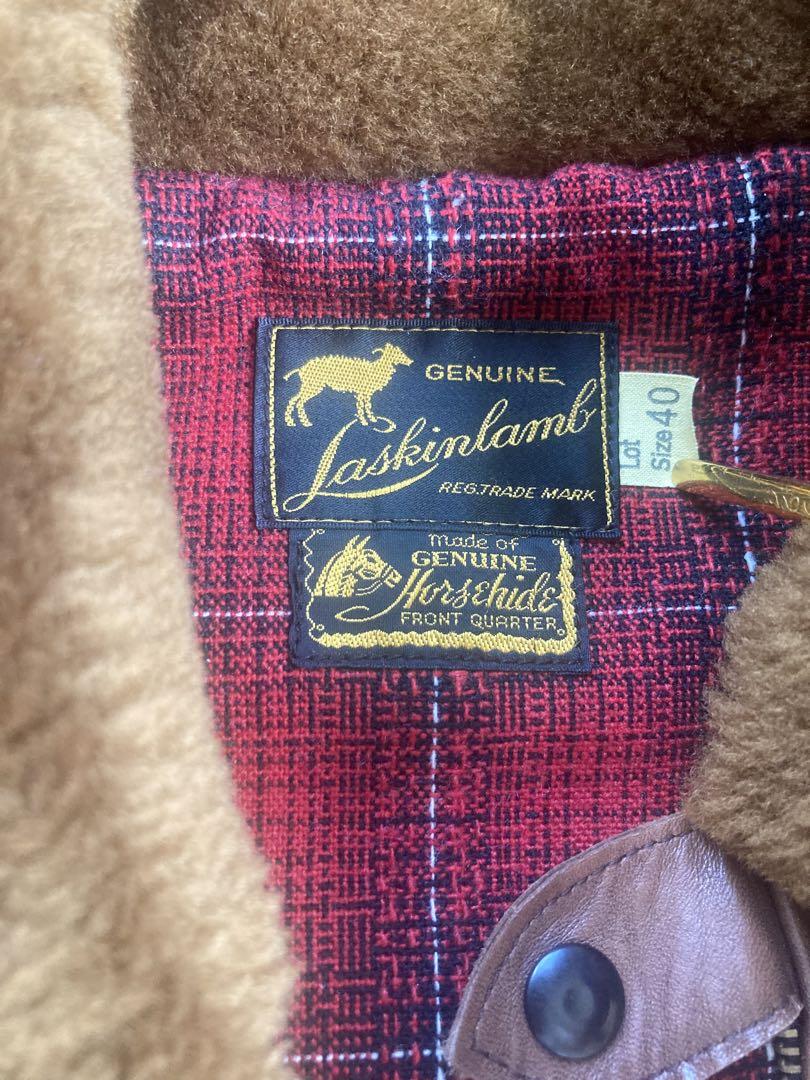 GENUINE
Laskinlamb
REG. TRADE MARK
Lot
Size 40
Made of
GENUINE
Horsehide
FRONT QUARTER